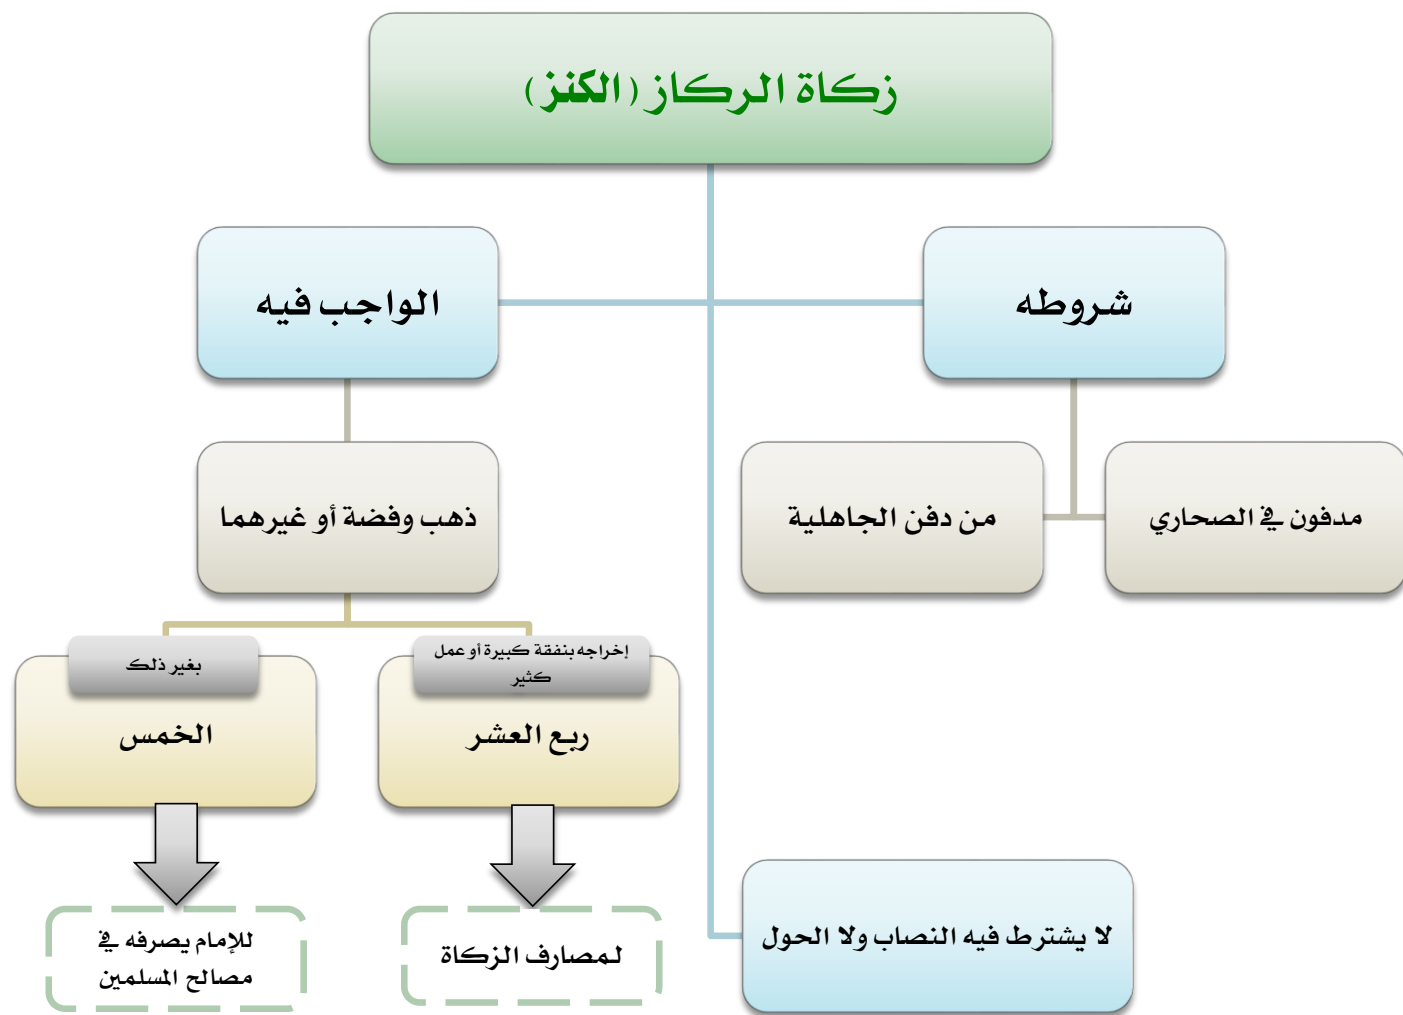 زكاة الركاز (الكنز)
شروطه
الواجب فيه
مدفون في الصحاري
من دفن الجاهلية
ذهب وفضة أو غيرهما
إخراجه بنفقة كبيرة أو عمل
كثير
ربع العشر
بغير ذلك
الخمس
لمصارف الزكاة
للإمام يصرفه في
مصالح المسلمين
لا يشترط فيه النصاب ولا الحول